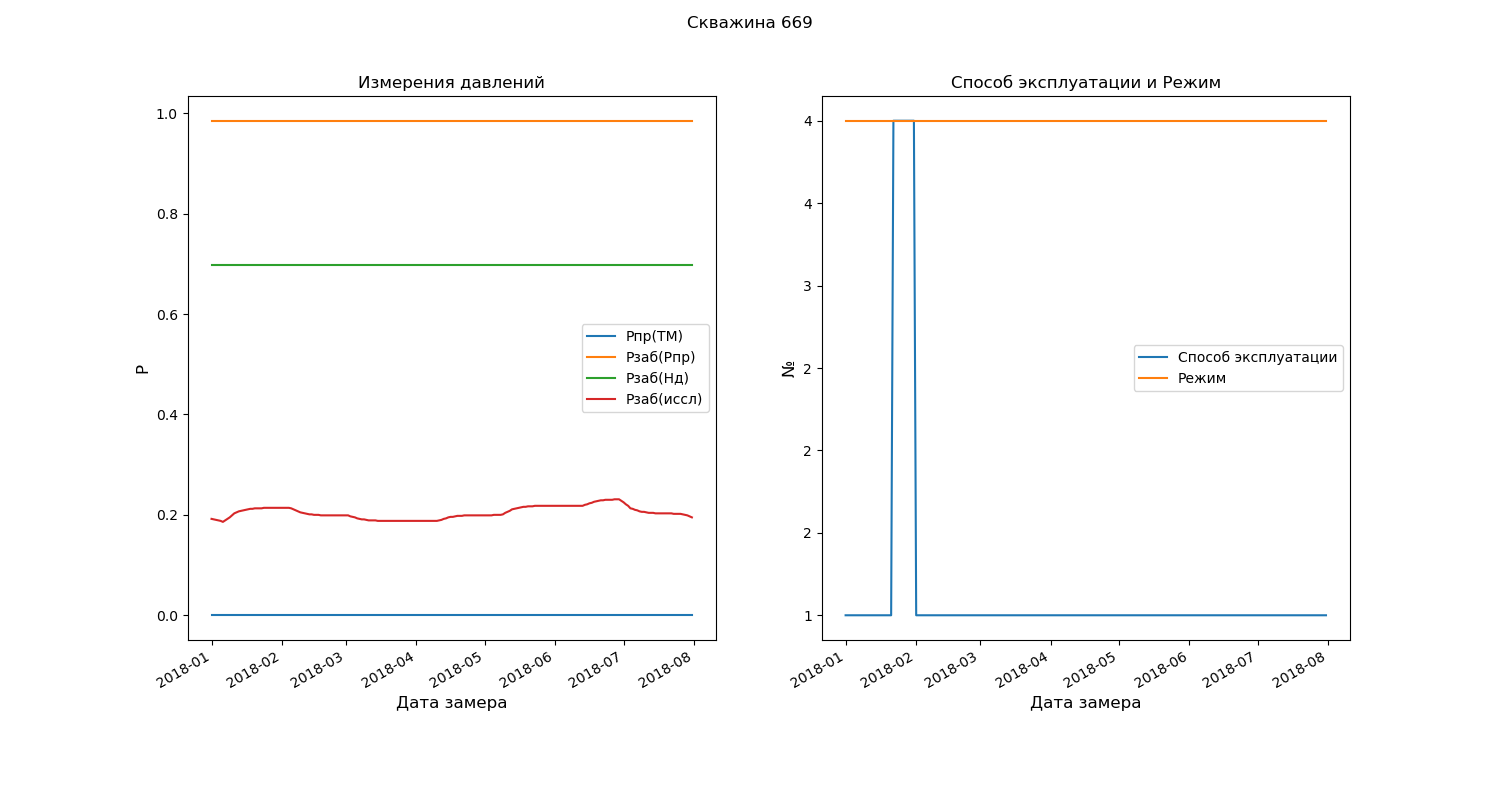 Скважина 669
Измерения давлений
P
1.0
0.8
0.6
0.4
0.2
0.0
Pпр(ТМ)
Pзаб(Pпр)
Pзаб(Нд)
Pзаб(иссл)
2018-01
2018-02
2018-03
2018-04
2018-05
2018-06
2018-07
2018-08
Дата замера
Способ эксплуатации и Режим
№
4
4
3
2
2
2
1
Способ эксплуатации
Режим
2018-01
2018-02
2018-03
2018-04
2018-05
2018-06
2018-07
2018-08
Дата замера